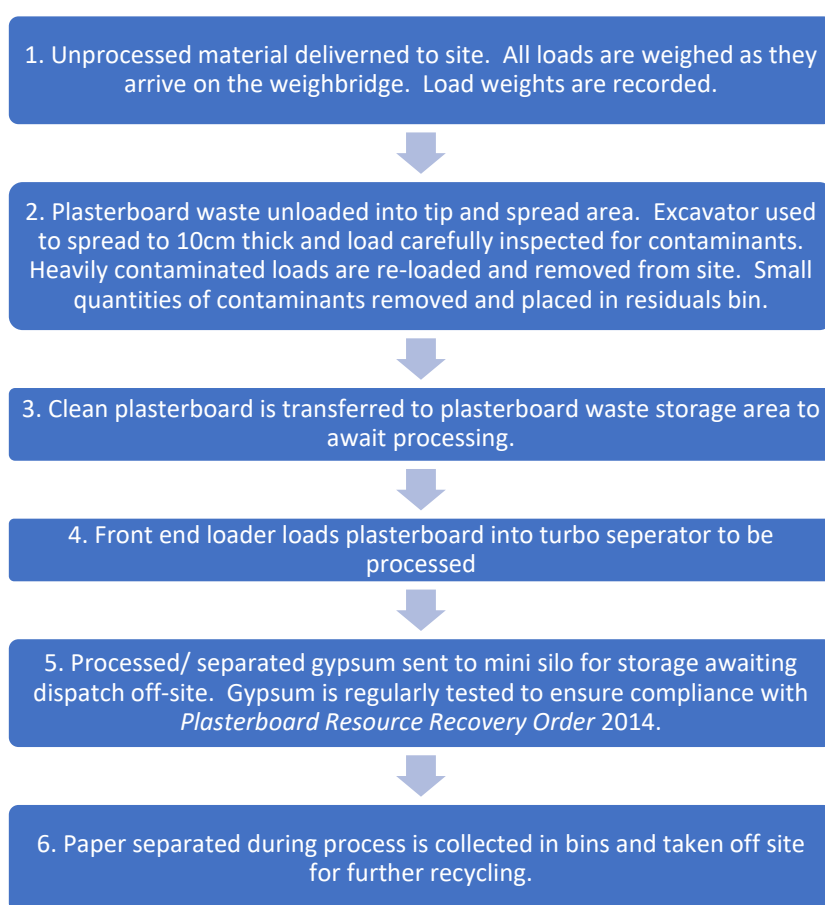 1. Unprocessed material deliverned to site. All loads are weighed as they
arrive on the weighbridge. Load weights are recorded.
2. Plasterboard waste unloaded into tip and spread area. Excavator used
to spread to 10cm thick and load carefully inspected for contaminants.
Heavily contaminated loads are re-loaded and removed from site. Small
quantities of contaminants removed and placed in residuals bin.
3. Clean plasterboard is transferred to plasterboard waste storage area to
await processing.
4. Front end loader loads plasterboard into turbo seperator to be
processed
5. Processed/ separated gypsum sent to mini silo for storage awaiting
dispatch off-site. Gypsum is regularly tested to ensure compliance with
Plasterboard Resource Recovery Order 2014.
6. Paper separated during process is collected in bins and taken off site
for further recycling.